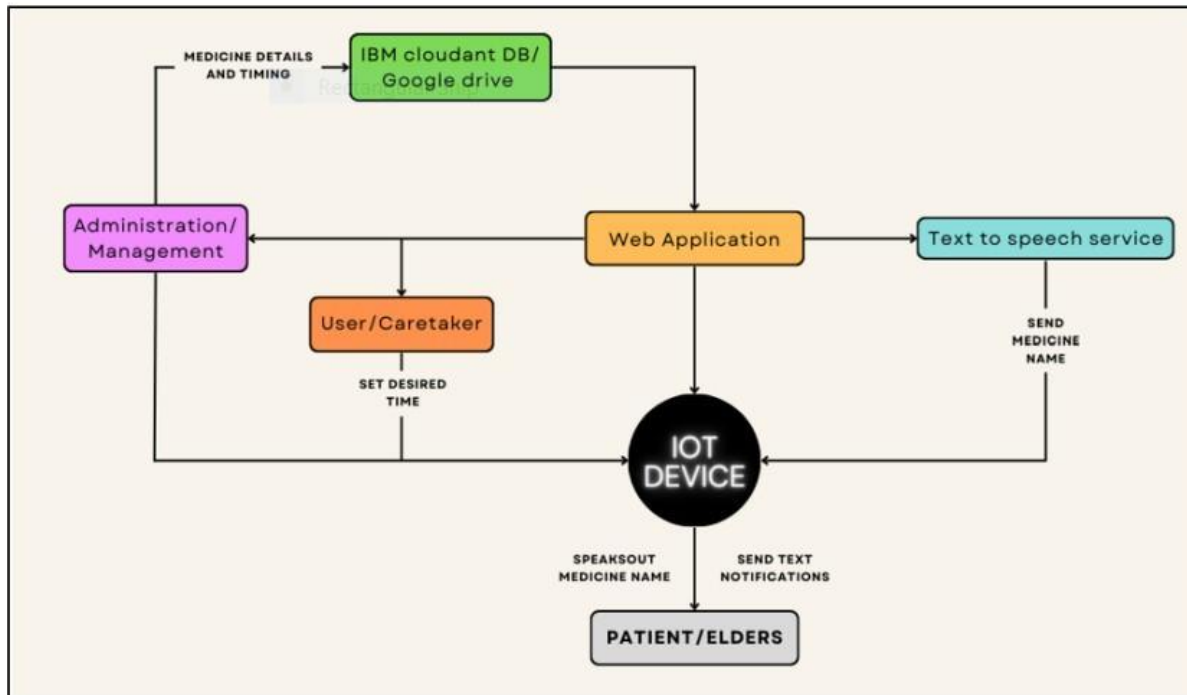 MEDICINE DETAILS
AND TIMING
IBM cloudant DB/
Google drive
Administration/
Management
Web Application
Text to speech service
User/Caretaker
SET DESIRED
TIME
SEND
MEDICINE
NAME
IOT
DEVICE
SPEAKSOUT
MEDICINE NAME
SEND TEXT
NOTIFICATIONS
PATIENT/ELDERS